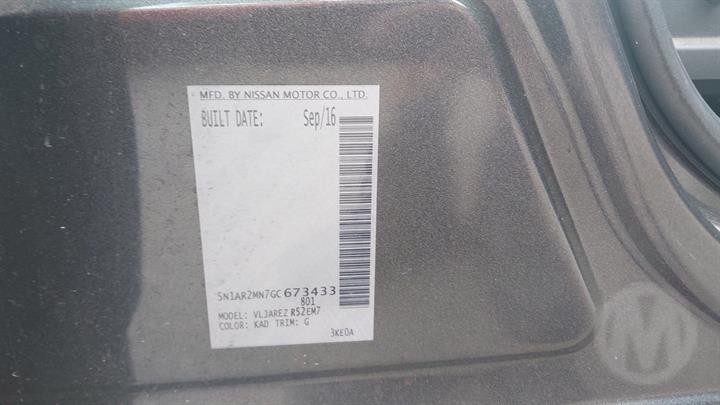 MFD. BY NISSAN MOTOR CO., LTD.
BUILT DATE: Sep/16
5N1AR2MN7GC673433
801
MODEL: VLJAREZ R52EM7
COLOR: KAD TRIM: G
3KE0A
M